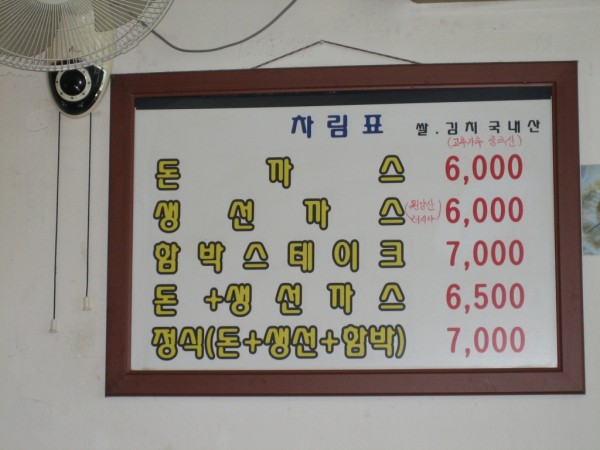 차림표 쌀.김치 국내산
(고추가루 중국산)
돈까스 6,000
생선까스 6,000
함박스테이크 7,000
돈+생선까스 6,500
정식(돈+생선+함박) 7,000